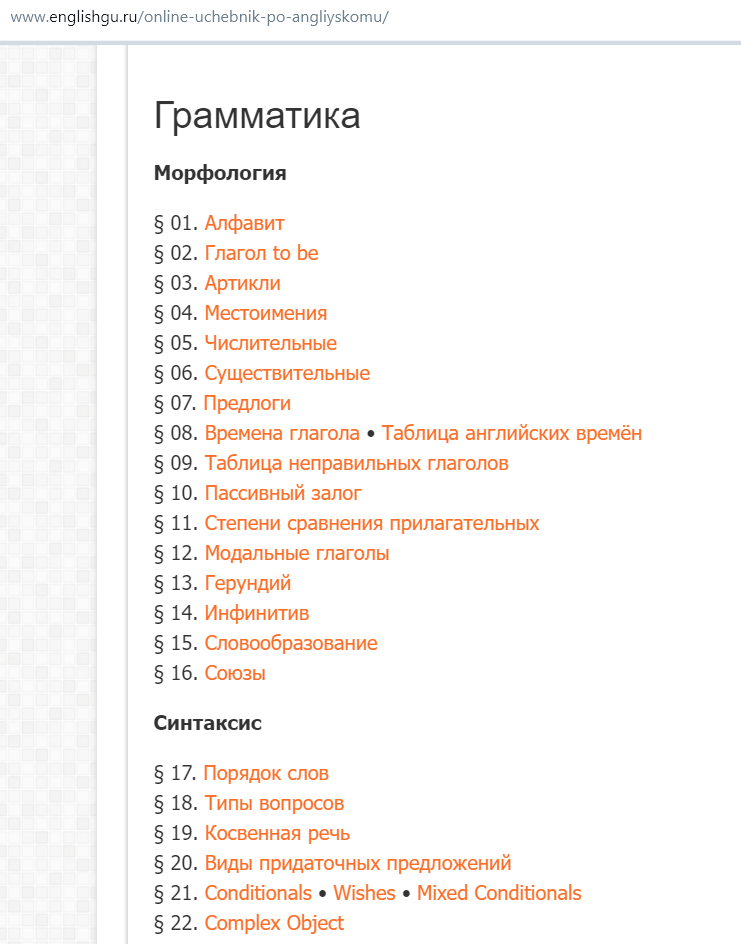 www.englishgu.ru/online-uchebnik-po-angliyskomu/
Грамматика
Морфология
§ 01. Алфавит
§ 02. Глагол to be
§ 03. Артикли
§ 04. Местоимения
§ 05. Числительные
§ 06. Существительные
§ 07. Предлоги
§ 08. Времена глагола • Таблица английских времён
§ 09. Таблица неправильных глаголов
§ 10. Пассивный залог
§ 11. Степени сравнения прилагательных
§ 12. Модальные глаголы
§ 13. Герундий
§ 14. Инфинитив
§ 15. Словообразование
§ 16. Союзы
Синтаксис
§ 17. Порядок слов
§ 18. Типы вопросов
§ 19. Косвенная речь
§ 20. Виды придаточных предложений
§ 21. Conditionals • Wishes • Mixed Conditionals
§ 22. Complex Object